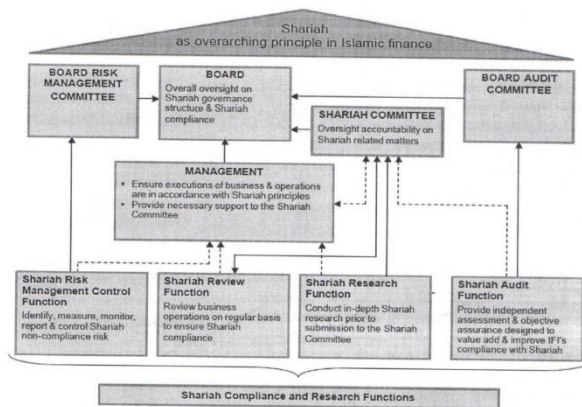 Shariah
as overarching principle in Islamic finance
BOARD RISK
MANAGEMENT
COMMITTEE
BOARD
Overall oversight on
Shariah governance
structure & Shariah
compliance
BOARD AUDIT
COMMITTEE
SHARIAH COMMITTEE
Oversight accountability on
Shariah related matters
MANAGEMENT
• Ensure executions of business & operations
are in accordance with Shariah principles
• Provide necessary support to the Shariah
Committee
Shariah Risk
Management Control
Function
Identify, measure, monitor,
report & control Shariah
non-compliance risk
Shariah Review
Function
Review business
operations on regular basis
to ensure Shariah
compliance
Shariah Research
Function
Conduct in-depth Shariah
research prior to
submission to the Shariah
Committee
Shariah Audit
Function
Provide independent
assessment & objective
assurance designed to
value add & improve IFI's
compliance with Shariah
Shariah Compliance and Research Functions